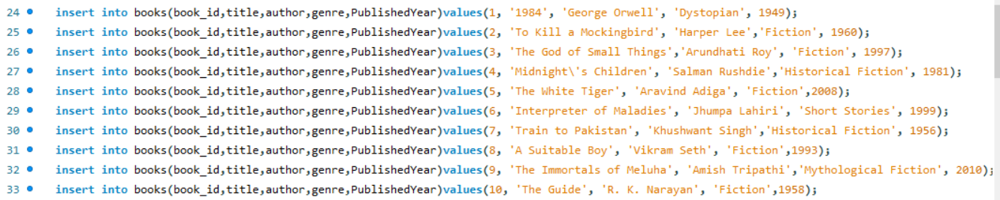 24 insert into books(book_id,title,author,genre,PublishedYear)values(1, '1984', 'George Orwell', 'Dystopian', 1949);
25 insert into books(book_id,title,author,genre,PublishedYear)values(2, 'To Kill a Mockingbird', 'Harper Lee','Fiction', 1960);
26 insert into books(book_id,title,author,genre,PublishedYear)values(3, 'The God of Small Things','Arundhati Roy', 'Fiction', 1997);
27 insert into books(book_id,title,author,genre,PublishedYear)values(4, 'Midnight\'s Children', 'Salman Rushdie','Historical Fiction', 1981);
28 insert into books(book_id,title,author,genre,PublishedYear)values(5, 'The White Tiger', 'Aravind Adiga', 'Fiction',2008);
29 insert into books(book_id,title,author,genre,PublishedYear)values(6, 'Interpreter of Maladies', 'Jhumpa Lahiri', 'Short Stories', 1999);
30 insert into books(book_id,title,author,genre,PublishedYear)values(7, 'Train to Pakistan', 'Khushwant Singh','Historical Fiction', 1956);
31 insert into books(book_id,title,author,genre,PublishedYear)values(8, 'A Suitable Boy', 'Vikram Seth', 'Fiction',1993);
32 insert into books(book_id,title,author,genre,PublishedYear)values(9, 'The Immortals of Meluha', 'Amish Tripathi','Mythological Fiction', 2010);
33 insert into books(book_id,title,author,genre,PublishedYear)values(10, 'The Guide', 'R. K. Narayan', 'Fiction',1958);